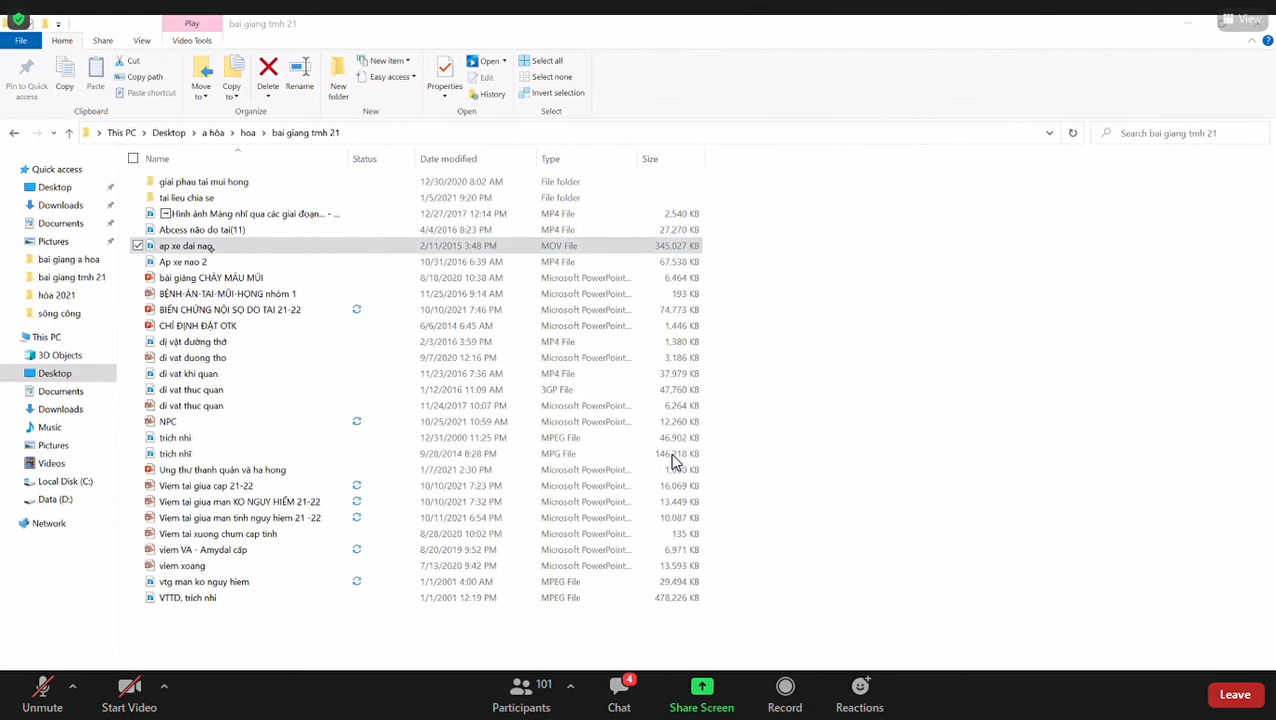 Play
bai giang tmh 21
View
File
Home
Share
View
Video Tools
Pin to Quick access
Copy
Paste
Cut
Copy path
Paste shortcut
Move to
Copy to
Delete
Rename
New folder
New item
Easy access
Properties
Open
Edit
History
Select all
Select none
Invert selection
Clipboard
Organize
New
Open
Select
This PC > Desktop > a hòa > hoa > bai giang tmh 21
Search bai giang tmh 21
Quick access
Desktop
Downloads
Documents
Pictures
bai giang a hoa
bai giang tmh 21
hòa 2021
sông công
This PC
3D Objects
Desktop
Documents
Downloads
Music
Pictures
Videos
Local Disk (C:)
Data (D:)
Network
Name Status Date modified Type Size
giai phau tai mui hong 12/30/2020 8:02 AM File folder
tai lieu chia se 1/5/2021 9:20 PM File folder
Hình ảnh Màng nhĩ qua các giai đoạn... - ... 12/27/2017 12:14 PM MP4 File 2,540 KB
Abcess não do tai(11) 4/4/2016 8:23 PM MP4 File 27,270 KB
ap xe dai nao 2/11/2015 3:48 PM MOV File 345,027 KB
Ap xe nao 2 10/31/2016 6:39 AM MP4 File 67,538 KB
bài giảng CHẢY MÁU MŨI 8/18/2020 10:38 AM Microsoft PowerPoint... 6,464 KB
BỆNH-ÁN-TAI-MŨI-HỌNG nhóm 1 11/25/2016 9:14 AM Microsoft PowerPoint... 193 KB
BIẾN CHỨNG NỘI SỌ DO TAI 21-22 10/10/2021 7:46 PM Microsoft PowerPoint... 74,773 KB
CHỈ ĐỊNH ĐẶT OTK 6/6/2014 6:45 AM Microsoft PowerPoint... 1,446 KB
dị vật đường thở 2/3/2016 3:59 PM MP4 File 1,380 KB
di vat duong tho 9/7/2020 12:16 PM Microsoft PowerPoint... 3,186 KB
di vat khi quan 11/23/2016 7:36 AM MP4 File 37,979 KB
di vat thuc quan 1/12/2016 11:09 AM 3GP File 47,760 KB
di vat thuc quan 11/24/2017 10:07 PM Microsoft PowerPoint... 6,264 KB
NPC 10/25/2021 10:59 AM Microsoft PowerPoint... 12,260 KB
trich nhi 12/31/2000 11:25 PM MPEG File 46,902 KB
trich nhĩ 9/28/2014 8:28 PM MPG File KB
Ung thư thanh quản và hạ họng 1/7/2021 2:30 PM Microsoft PowerPoint... KB
Viem tai giua cap 21-22 10/10/2021 7:23 PM Microsoft PowerPoint... 16,069 KB
Viem tai giua man KO NGUY HIỂM 21-22 10/10/2021 7:32 PM Microsoft PowerPoint... 13,449 KB
Viem tai giua man tinh nguy hiem 21 -22 10/11/2021 6:54 PM Microsoft PowerPoint... 10,087 KB
Viem tai xuong chum cap tinh 8/28/2020 10:02 PM Microsoft PowerPoint... 135 KB
viem VA - Amydal cấp 8/20/2019 9:52 PM Microsoft PowerPoint... 6,971 KB
viem xoang 7/13/2020 9:42 PM Microsoft PowerPoint... 13,593 KB
vtg man ko nguy hiem 1/1/2001 4:00 AM MPEG File 29,494 KB
VTTD, trich nhi 1/1/2001 12:19 PM MPEG File 478,226 KB
Unmute
Start Video
101
Participants
4
Chat
Share Screen
Record
Reactions
Leave